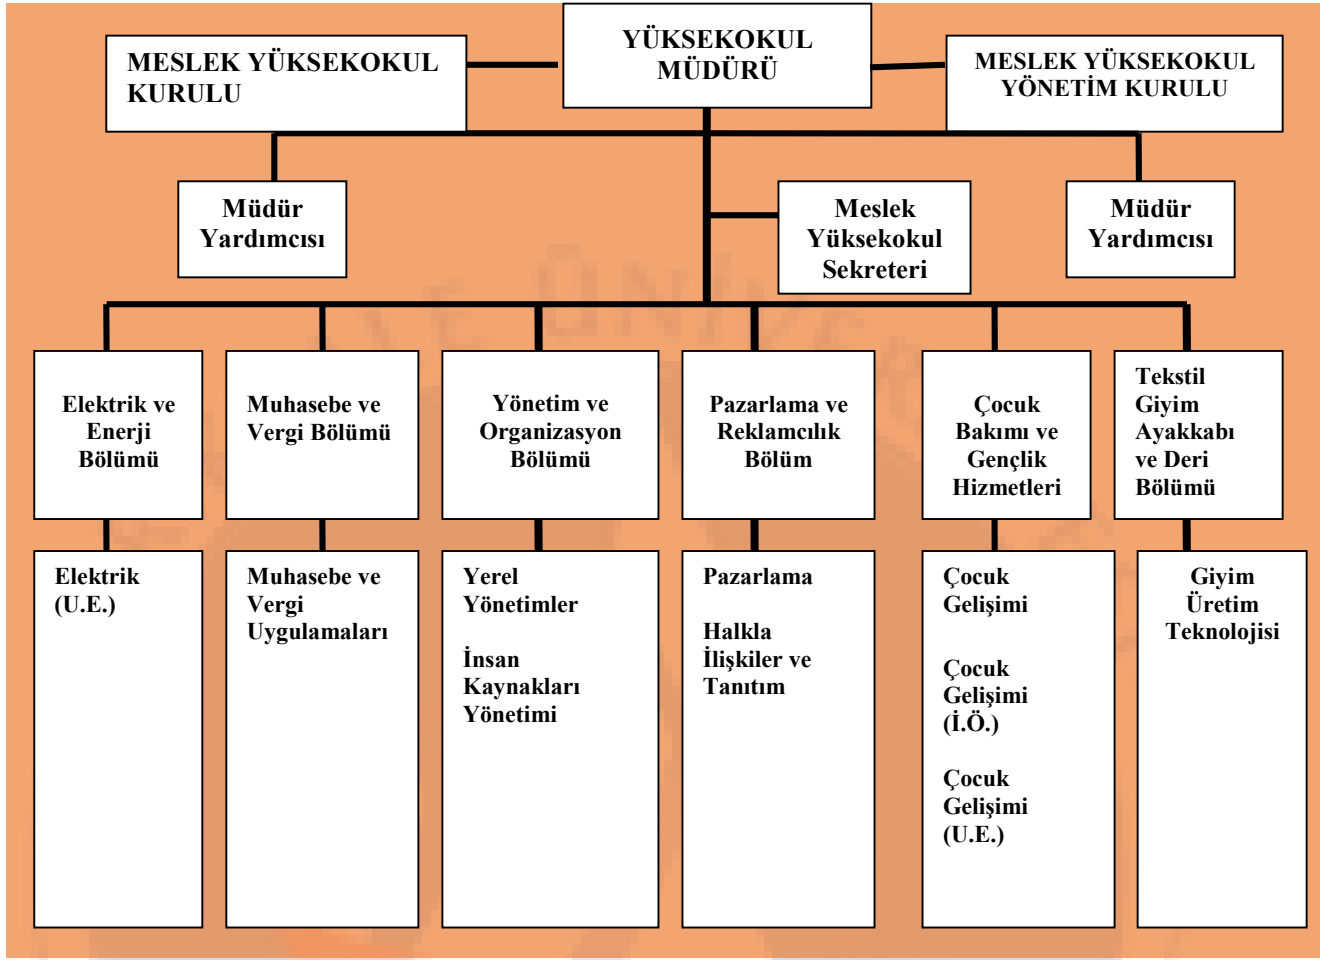 YÜKSEKOKUL
MÜDÜRÜ
MESLEK YÜKSEKOKUL
KURULU
MESLEK YÜKSEKOKUL
YÖNETİM KURULU
Müdür
Yardımcısı
Meslek
Yüksekokul
Sekreteri
Müdür
Yardımcısı
Elektrik ve
Enerji
Bölümü
Muhasebe ve
Vergi Bölümü
Yönetim ve
Organizasyon
Bölümü
Pazarlama ve
Reklamcılık
Bölüm
Çocuk
Bakımı ve
Gençlik
Hizmetleri
Tekstil
Giyim
Ayakkabı
ve Deri
Bölümü
Elektrik
(U.E.)
Muhasebe ve
Vergi
Uygulamaları
Yerel
Yönetimler
İnsan
Kaynakları
Yönetimi
Pazarlama
Halkla
İlişkiler ve
Tanıtım
Çocuk
Gelişimi
Çocuk
Gelişimi
(İ.Ö.)
Çocuk
Gelişimi
(U.E.)
Giyim
Üretim
Teknolojisi